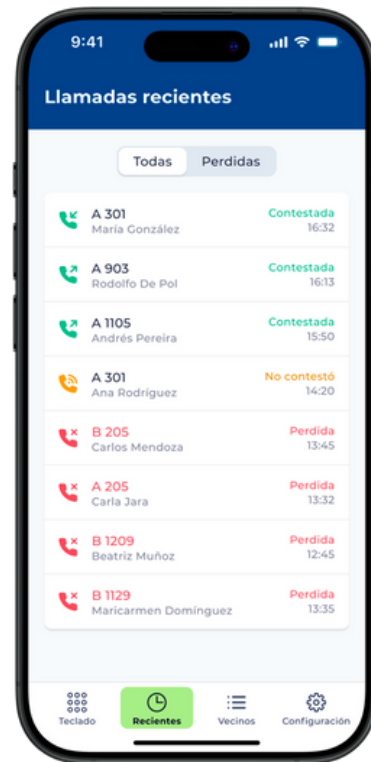 9:41
Llamadas recientes
Todas Perdidas
A 301 Contestada
María González 16:32
A 903 Contestada
Rodolfo De Pol 16:13
A 1105 Contestada
Andrés Pereira 15:50
A 301 No contestó
Ana Rodríguez 14:20
B 205 Perdida
Carlos Mendoza 13:45
A 205 Perdida
Carla Jara 13:32
B 1209 Perdida
Beatriz Muñoz 12:45
B 1129 Perdida
Maricarmen Domínguez 13:35
Teclado Recientes Vecinos Configuración